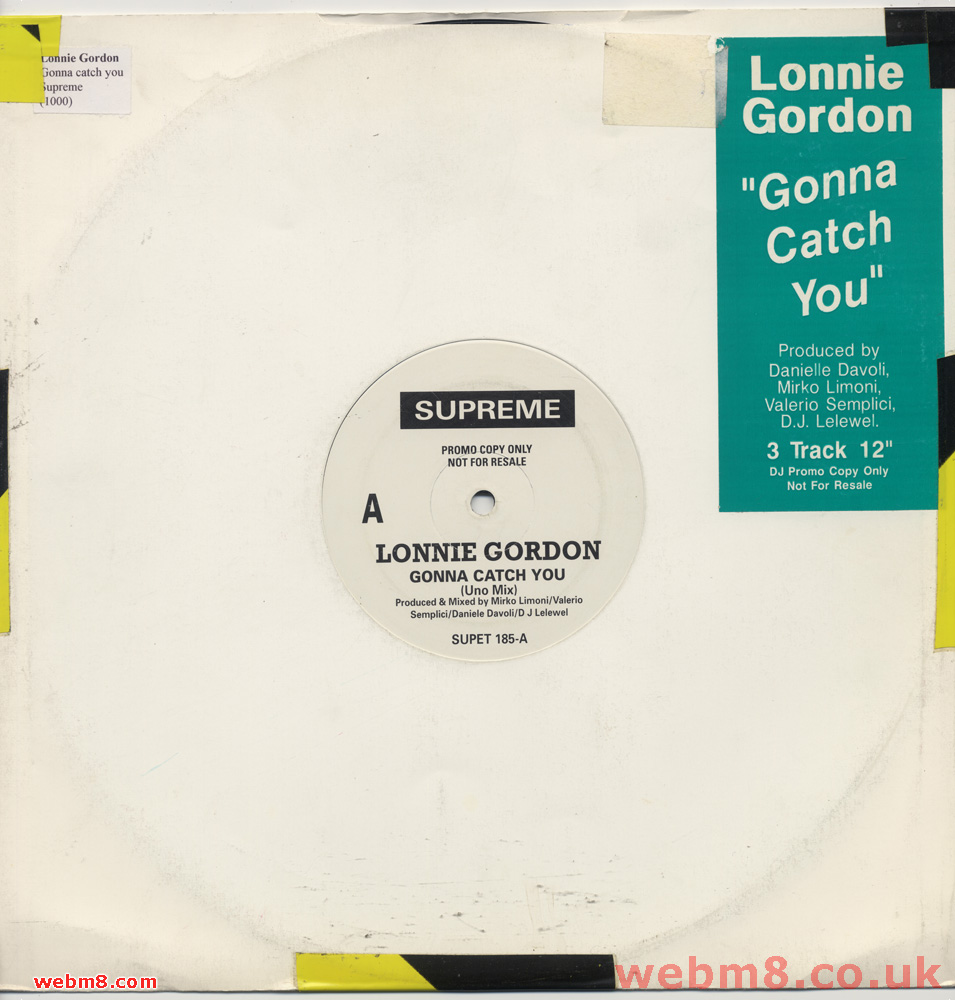 Lonnie Gordon
Gonna catch you
Supreme
(1000)
Lonnie
Gordon
"Gonna
Catch
You"
Produced by
Danielle Davoli,
Mirko Limoni,
Valerio Semplici,
D.J. Lelewel.
3 Track 12"
DJ Promo Copy Only
Not For Resale
SUPREME
PROMO COPY ONLY
NOT FOR RESALE
A
LONNIE GORDON
GONNA CATCH YOU
(Uno Mix)
Produced & Mixed by Mirko Limoni/Valerio
Semplici/Daniele Davoli/D J Lelewel
SUPET 185-A
webm8.com
webm8.co.uk